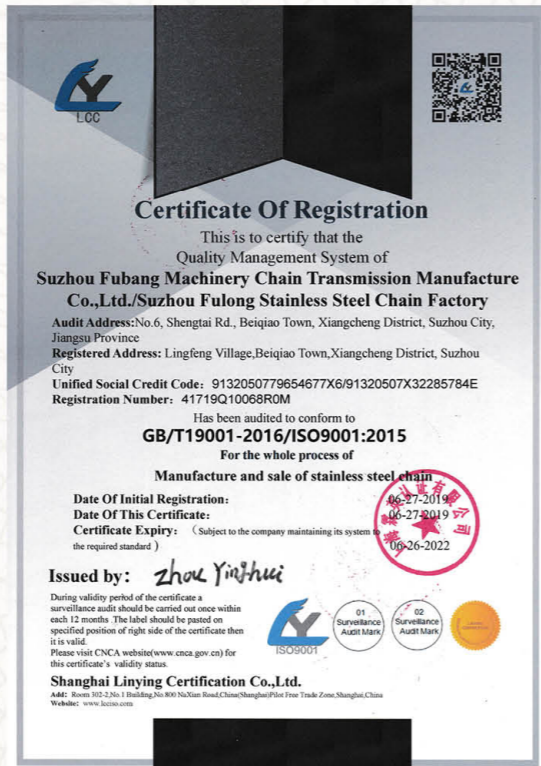 LCC
Certificate Of Registration
This is to certify that the
Quality Management System of
Suzhou Fubang Machinery Chain Transmission Manufacture
Co.,Ltd./Suzhou Fulong Stainless Steel Chain Factory
Audit Address:No.6, Shengtai Rd., Beiqiao Town, Xiangcheng District, Suzhou City,
Jiangsu Province
Registered Address: Lingfeng Village,Beiqiao Town,Xiangcheng District, Suzhou
City
Unified Social Credit Code: 9132050779654677X6/91320507X32285784E
Registration Number: 41719Q10068R0M
Has been audited to conform to
GB/T19001-2016/ISO9001:2015
For the whole process of
Manufacture and sale of stainless steel chain
Date Of Initial Registration: 06-27-2019
Date Of This Certificate: 06-27-2019
Certificate Expiry: (Subject to the company maintaining its system to
the required standard) 06-26-2022
Issued by: Zhou Yinghui
During validity period of the certificate a
surveillance audit should be carried out once within
each 12 months .The label should be pasted on
specified position of right side of the certificate then
it is valid.
Please visit CNCA website(www.cnca.gov.cn) for
this certificate's validity status.
ISO9001
01
Surveillance
Audit Mark
02
Surveillance
Audit Mark
Shanghai Linying Certification Co.,Ltd.
Add: Room 302-2,No.1 Building,No.800 NaXian Road,China(Shanghai)Pilot Free Trade Zone,Shanghai,China
Website: www.lcciso.com